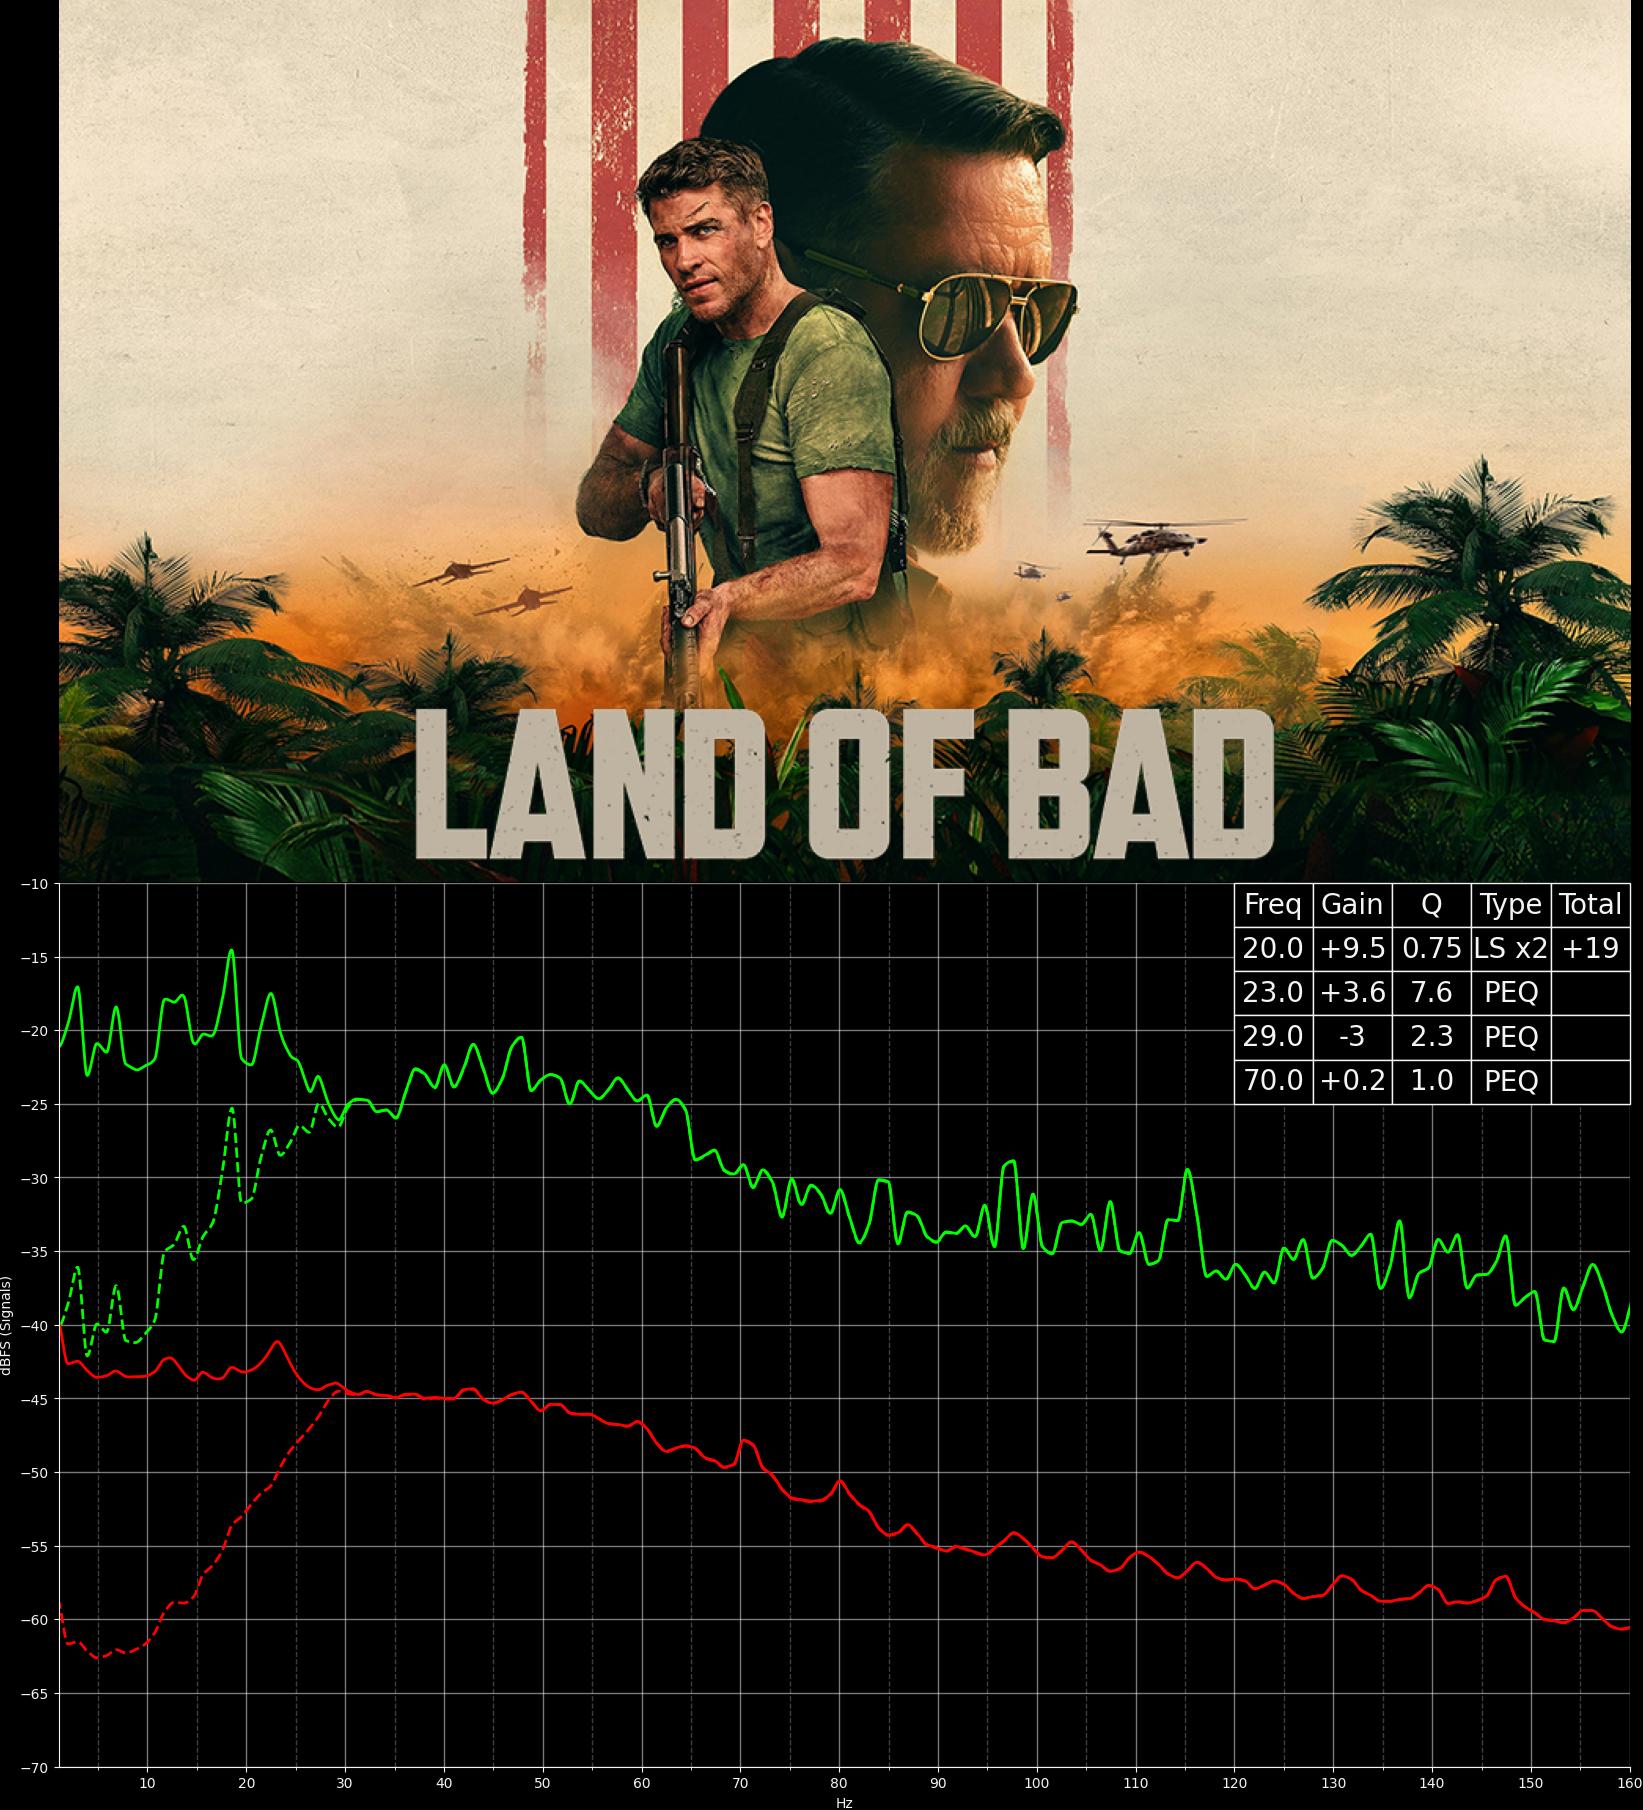 LAND OF BAD
Freq Gain Q Type Total
20.0 +9.5 0.75 LS x2 +19
23.0 +3.6 7.6 PEQ
29.0 -3 2.3 PEQ
70.0 +0.2 1.0 PEQ
−10
−15
−20
−25
−30
−35
−40
−45
−50
−55
−60
−65
−70
dBFS (Signals)
10 20 30 40 50 60 70 80 90 100 110 120 130 140 150 160
Hz